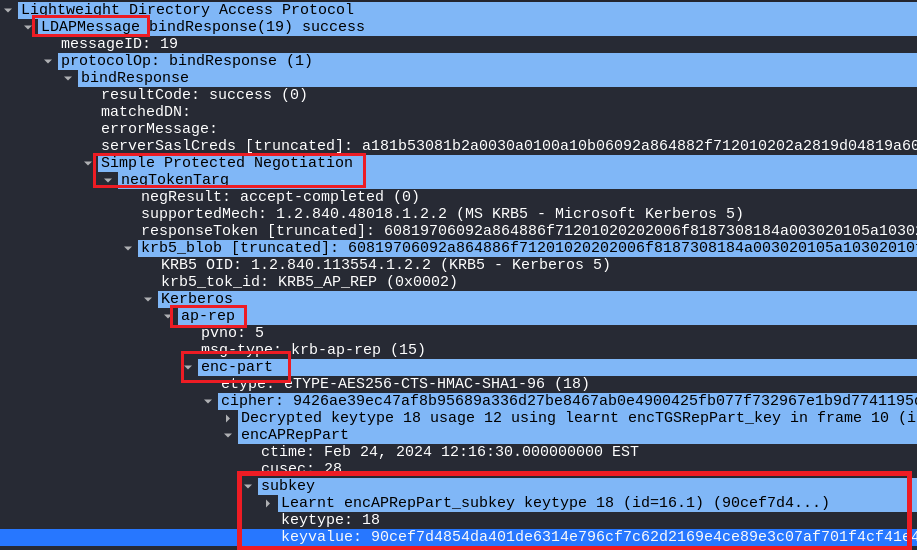 Lightweight Directory Access Protocol
LDAPMessage bindResponse(19) success
messageID: 19
protocolOp: bindResponse (1)
bindResponse
resultCode: success (0)
matchedDN:
errorMessage:
serverSaslCreds [truncated]: a181b53081b2a0030a0100a10b06092a864882f712010202a2819d04819a60
Simple Protected Negotiation
negTokenTarg
negResult: accept-completed (0)
supportedMech: 1.2.840.48018.1.2.2 (MS KRB5 - Microsoft Kerberos 5)
responseToken [truncated]: 60819706092a864886f71201020202006f8187308184a003020105a10302
krb5_blob [truncated]: 60819706092a864886f71201020202006f8187308184a003020105a10302010f
KRB5 OID: 1.2.840.113554.1.2.2 (KRB5 - Kerberos 5)
krb5_tok_id: KRB5_AP_REP (0x0002)
Kerberos
ap-rep
pvno: 5
msg-type: krb-ap-rep (15)
enc-part
etype: eTYPE-AES256-CTS-HMAC-SHA1-96 (18)
cipher: 9426ae39ec47af8b95689a336d27be8467ab0e4900425fb077f732967e1b9d7741195
Decrypted keytype 18 usage 12 using learnt encTGSRepPart_key in frame 10 (i
encAPRepPart
ctime: Feb 24, 2024 12:16:30.000000000 EST
cusec: 28
subkey
Learnt encAPRepPart_subkey keytype 18 (id=16.1) (90cef7d4...)
keytype: 18
keyvalue: 90cef7d4854da401de6314e796cf7c62d2169e4ce89e3c07af701f4cf41e4